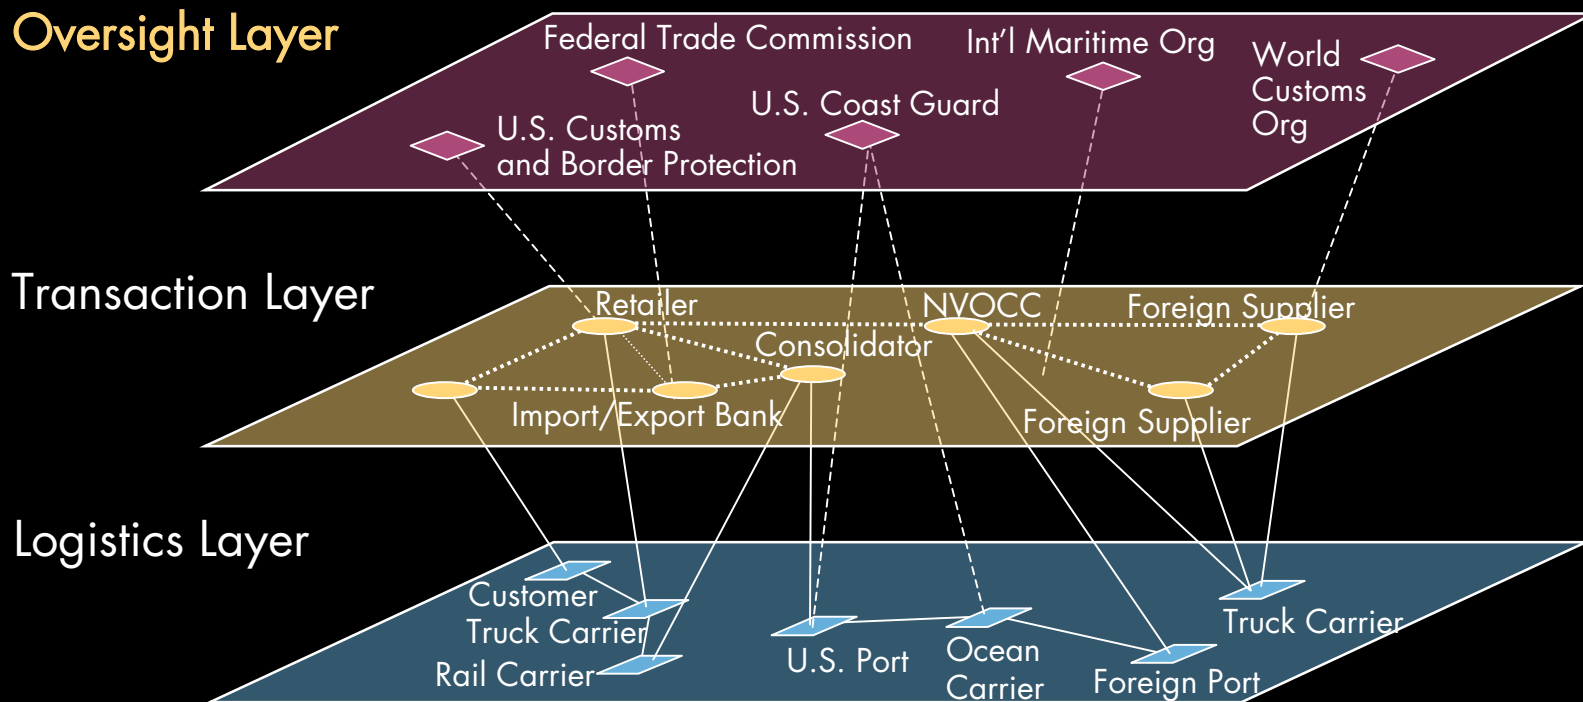 Oversight Layer
Federal Trade Commission
Int'l Maritime Org
World
Customs
Org
U.S. Coast Guard
U.S. Customs
and Border Protection
Transaction Layer
Retailer
NVOCC
Foreign Supplier
Consolidator
Import/Export Bank
Foreign Supplier
Logistics Layer
Customer
Truck Carrier
Rail Carrier
U.S. Port
Ocean
Carrier
Foreign Port
Truck Carrier